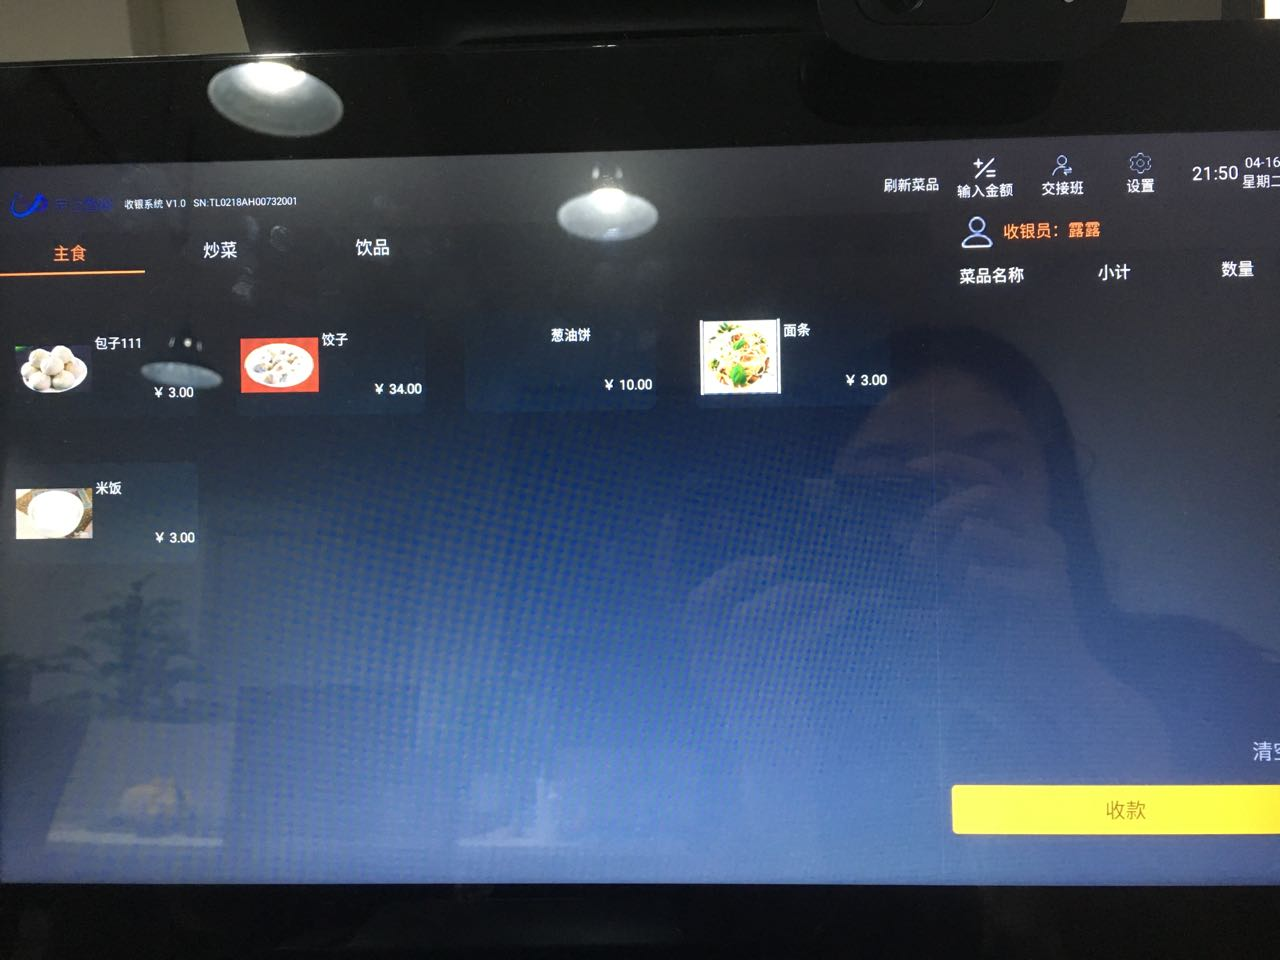 收银系统 V1.0 SN:TL0218AH00732001
刷新菜品
输入金额
交接班
设置
21:50
04-16
星期二
收银员：露露
主食
炒菜
饮品
菜品名称
小计
数量
包子111
¥ 3.00
饺子
¥ 34.00
葱油饼
¥ 10.00
面条
¥ 3.00
米饭
¥ 3.00
清空
收款